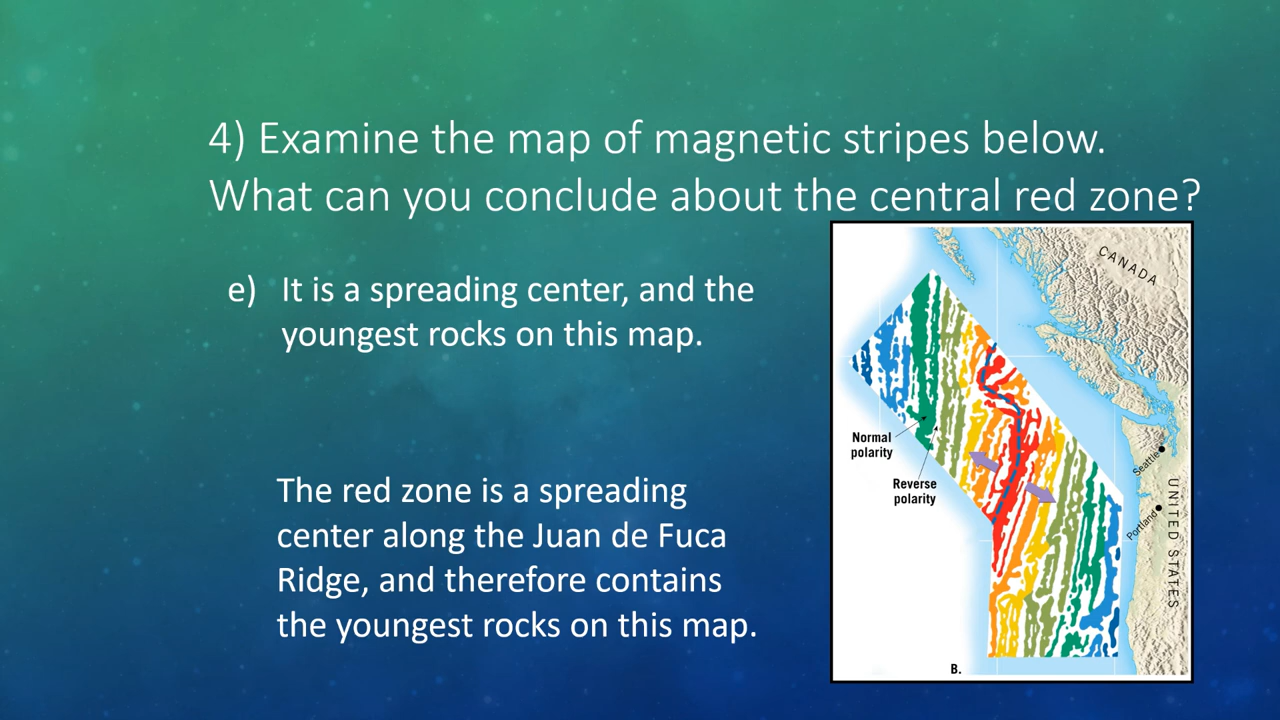 4) Examine the map of magnetic stripes below.
What can you conclude about the central red zone?
e) It is a spreading center, and the
youngest rocks on this map.
The red zone is a spreading
center along the Juan de Fuca
Ridge, and therefore contains
the youngest rocks on this map.
CANADA
Normal
polarity
Reverse
polarity
Seattle
Portland
UNITED STATES
B.